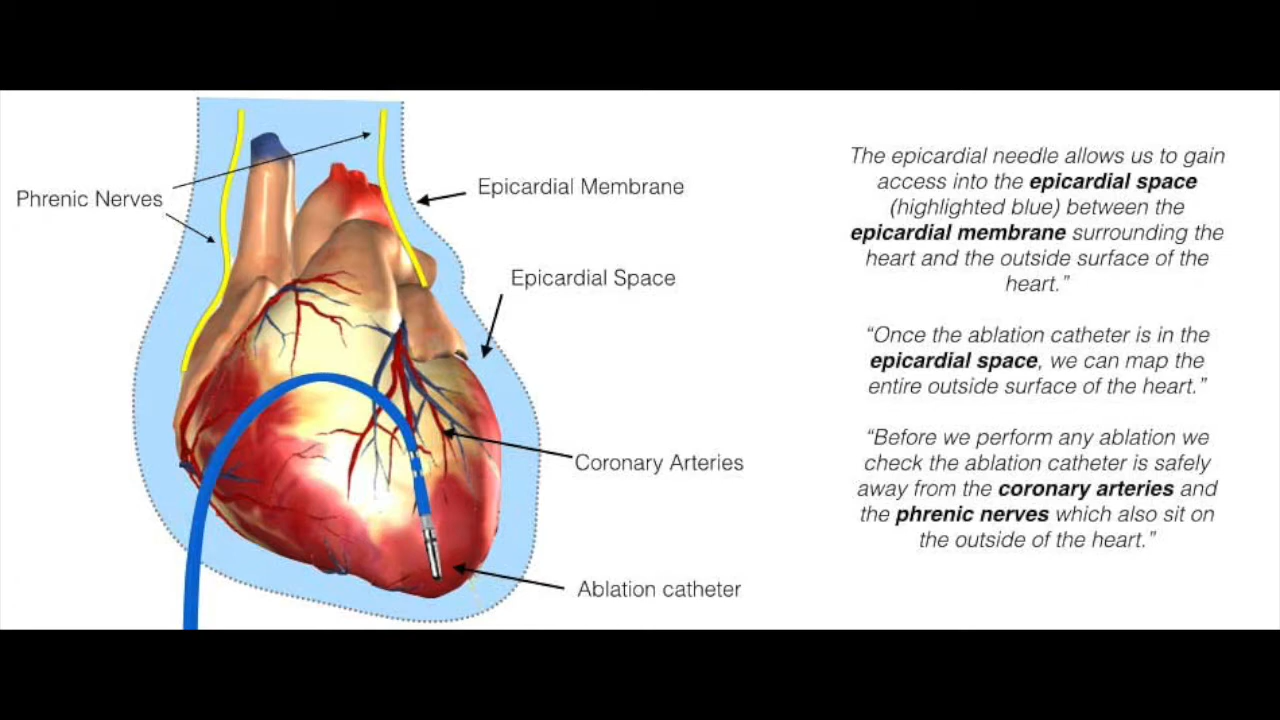 Phrenic Nerves
Epicardial Membrane
Epicardial Space
Coronary Arteries
Ablation catheter
The epicardial needle allows us to gain
access into the epicardial space
(highlighted blue) between the
epicardial membrane surrounding the
heart and the outside surface of the
heart.”
“Once the ablation catheter is in the
epicardial space, we can map the
entire outside surface of the heart.”
“Before we perform any ablation we
check the ablation catheter is safely
away from the coronary arteries and
the phrenic nerves which also sit on
the outside of the heart.”